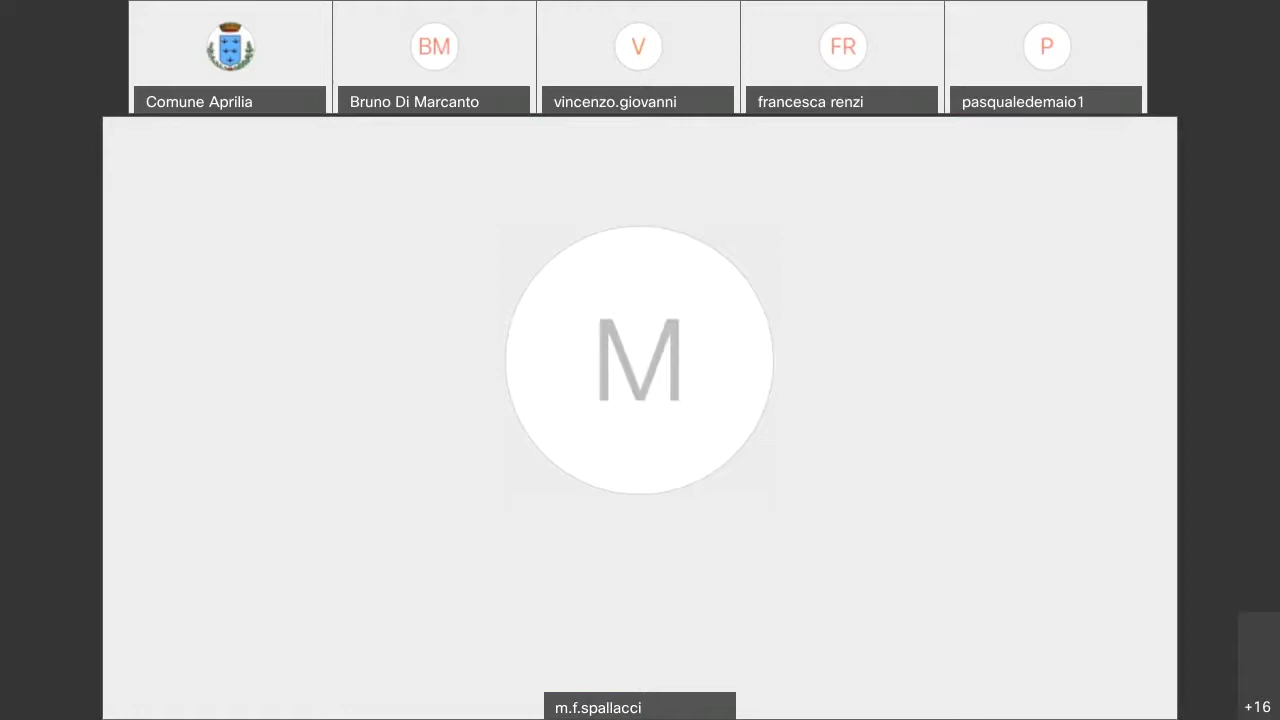 BM
V
FR
P
Comune Aprilia
Bruno Di Marcanto
vincenzo.giovanni
francesca renzi
pasqualedemaio1
M
m.f.spallacci
+16